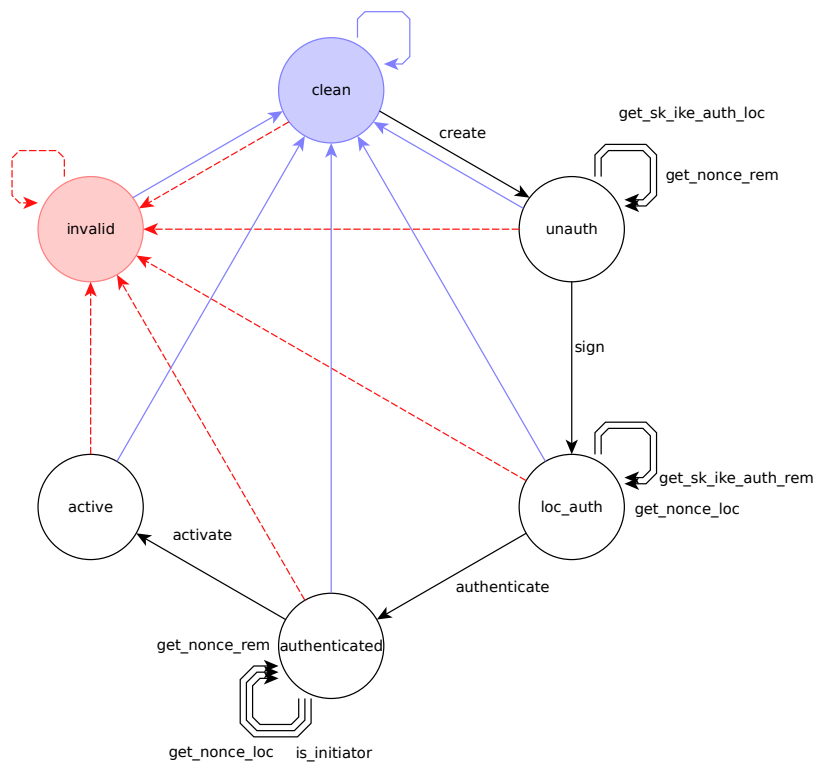 clean
get_sk_ike_auth_loc
create
get_nonce_rem
invalid
unauth
sign
get_sk_ike_auth_rem
active
loc_auth
get_nonce_loc
activate
authenticate
get_nonce_rem
authenticated
get_nonce_loc
is_initiator